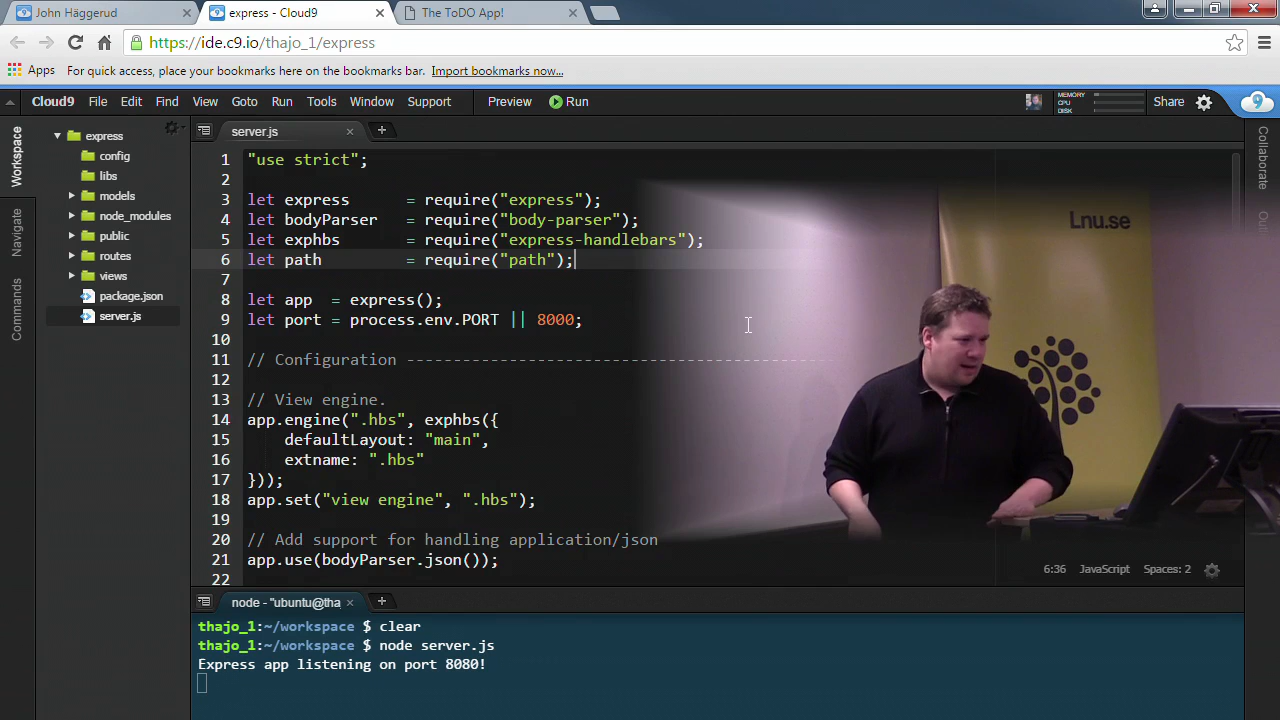 John Häggerud
express - Cloud9
The ToDO App!
https://ide.c9.io/thajo_1/express
Apps
For quick access, place your bookmarks here on the bookmarks bar.
Import bookmarks now...
Cloud9 File Edit Find View Goto Run Tools Window Support Preview Run
MEMORY
CPU
DISK
Share
9
Workspace
Navigate
Commands
express
config
libs
models
node_modules
public
routes
views
package.json
server.js
server.js
1 "use strict";
2
3 let express = require("express");
4 let bodyParser = require("body-parser");
5 let exphbs = require("express-handlebars");
6 let path = require("path");
7
8 let app = express();
9 let port = process.env.PORT || 8000;
10
11 // Configuration -----------------------------------------------
12
13 // View engine.
14 app.engine(".hbs", exphbs({
15 defaultLayout: "main",
16 extname: ".hbs"
17 }));
18 app.set("view engine", ".hbs");
19
20 // Add support for handling application/json
21 app.use(bodyParser.json());
22
Lnu.se
6:36 JavaScript Spaces: 2
Collaborate
node - "ubuntu@tha
thajo_1:~/workspace $ clear
thajo_1:~/workspace $ node server.js
Express app listening on port 8080!